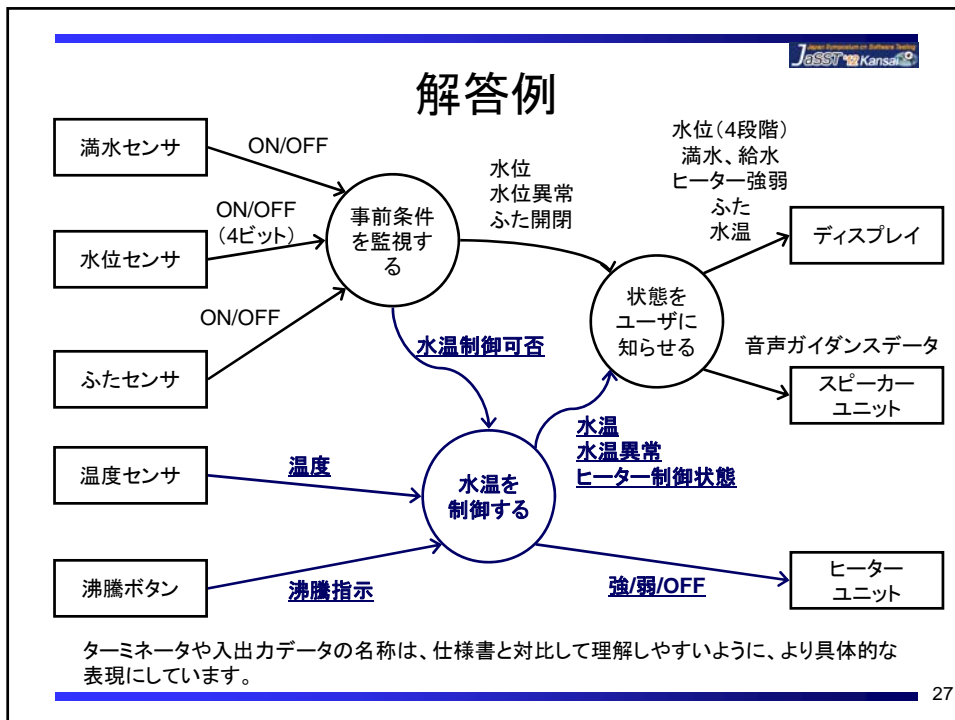 Japan Symposium on Software Testing
JaSST'12 Kansai
解答例
満水センサ
ON/OFF
水位センサ
ON/OFF
（4ビット）
ふたセンサ
ON/OFF
温度センサ
温度
沸騰ボタン
沸騰指示
事前条件
を監視す
る
水位
水位異常
ふた開閉
水温制御可否
水温を
制御する
水温
水温異常
ヒーター制御状態
強/弱/OFF
状態を
ユーザに
知らせる
水位（4段階）
満水、給水
ヒーター強弱
ふた
水温
ディスプレイ
音声ガイダンスデータ
スピーカー
ユニット
ヒーター
ユニット
ターミネータや入出力データの名称は、仕様書と対比して理解しやすいように、より具体的な
表現にしています。
27